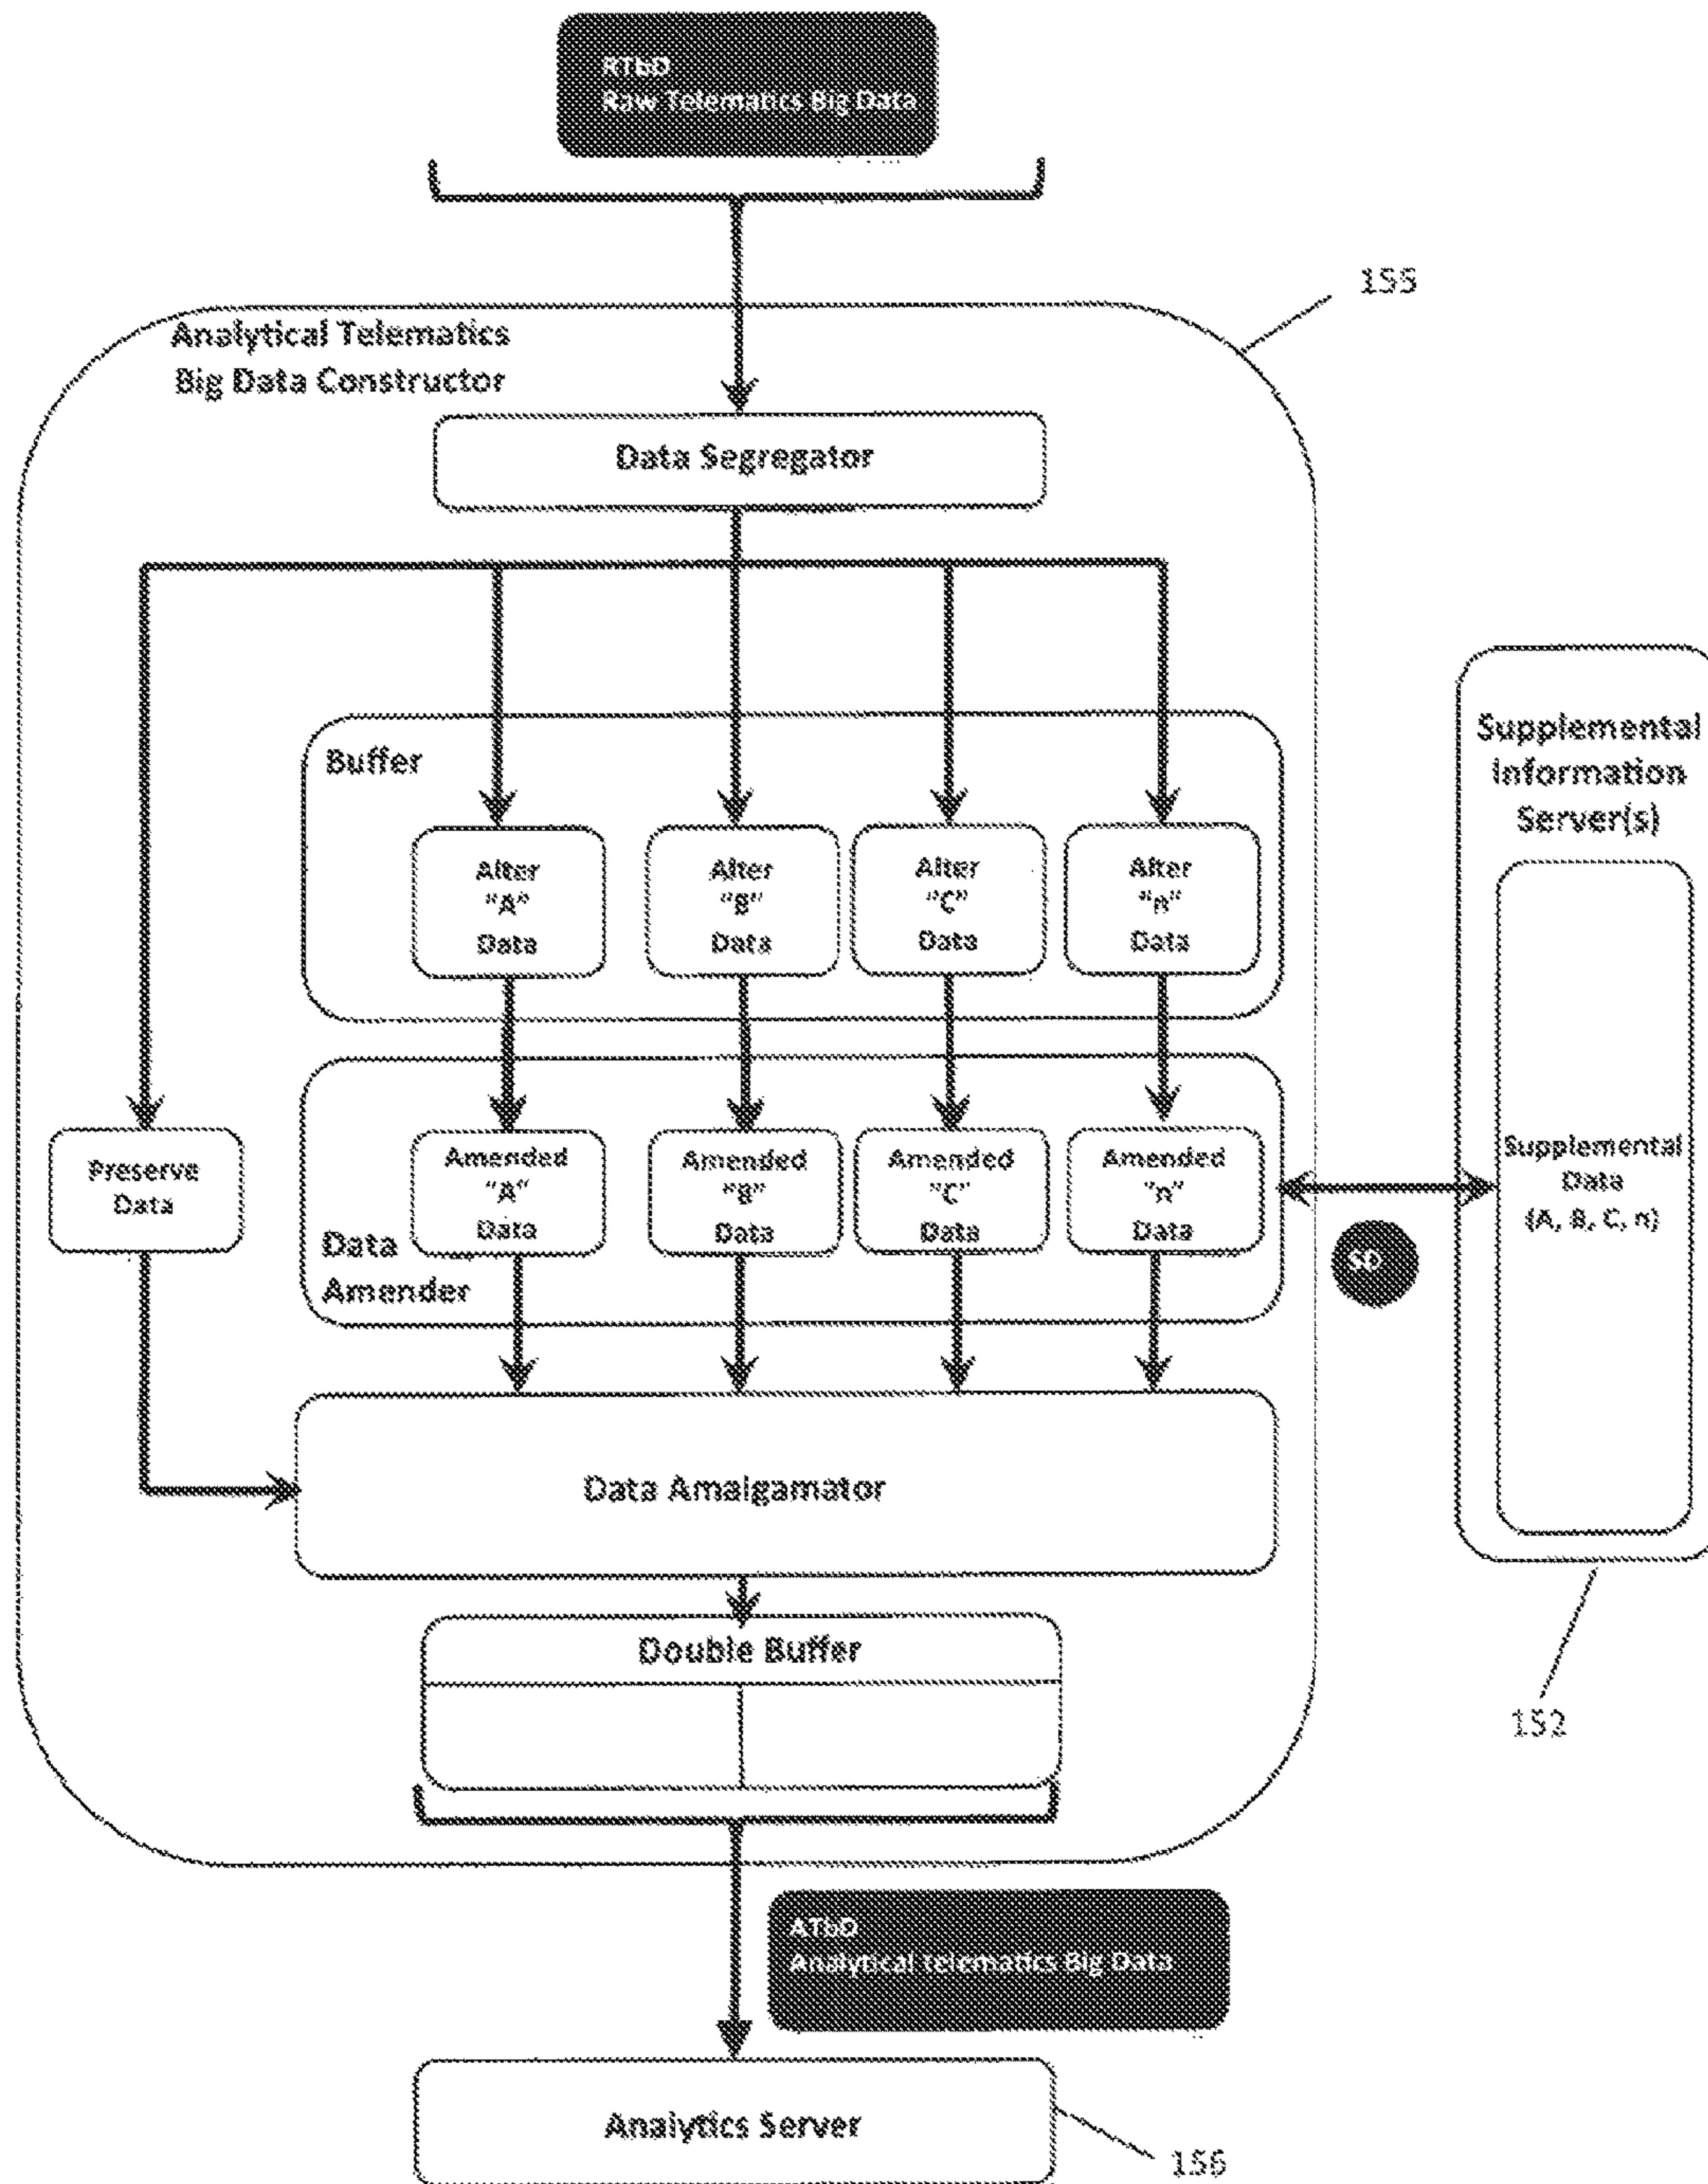 RTbD
Raw Telematics Big Data
155
Analytical Telematics
Big Data Constructor
Data Segregator
Buffer
Alter
"A"
Data
Alter
"B"
Data
Alter
"C"
Data
Alter
"n"
Data
Supplemental
Information
Server(s)
Preserve
Data
Amended
"A"
Data
Amended
"B"
Data
Amended
"C"
Data
Amended
"n"
Data
Data
Amender
SD
Supplemental
Data
(A, B, C, n)
Data Amalgamator
Double Buffer
152
ATbD
Analytical Telematics Big Data
Analytics Server
156